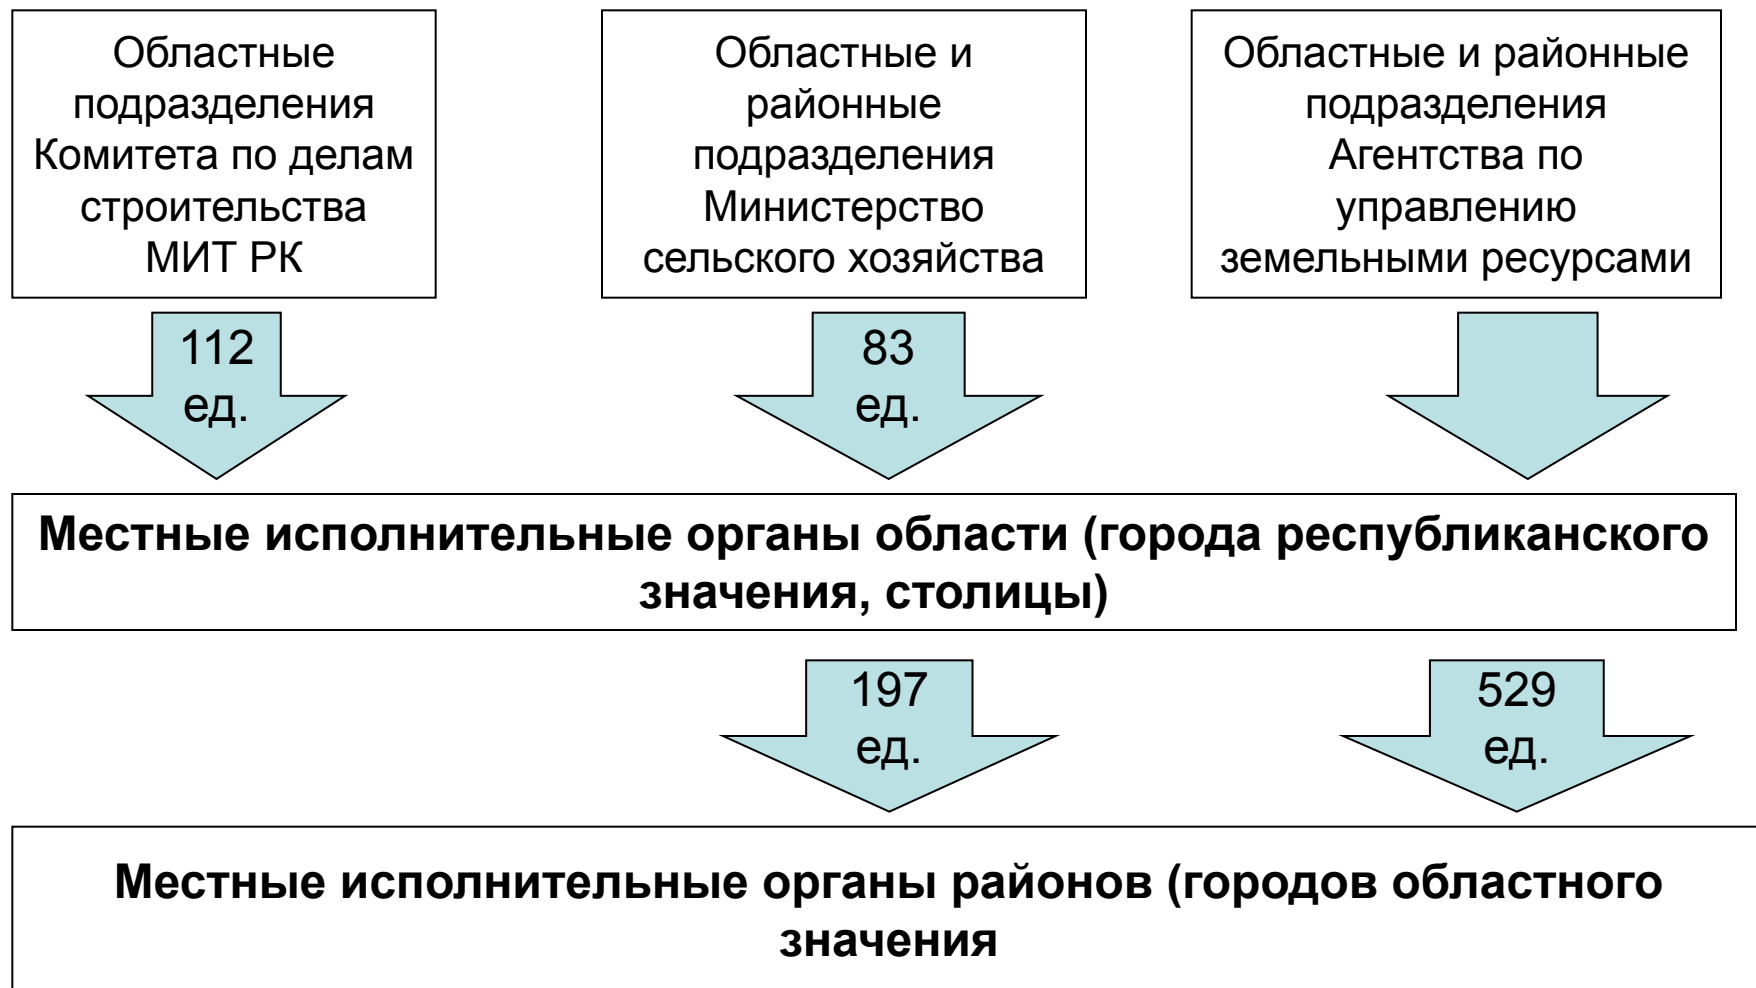 Областные
подразделения
Комитета по делам
строительства
МИТ РК
Областные и
районные
подразделения
Министерство
сельского хозяйства
Областные и районные
подразделения
Агентства по
управлению
земельными ресурсами
112
ед.
83
ед.
Местные исполнительные органы области (города республиканского
значения, столицы)
197
ед.
529
ед.
Местные исполнительные органы районов (городов областного
значения